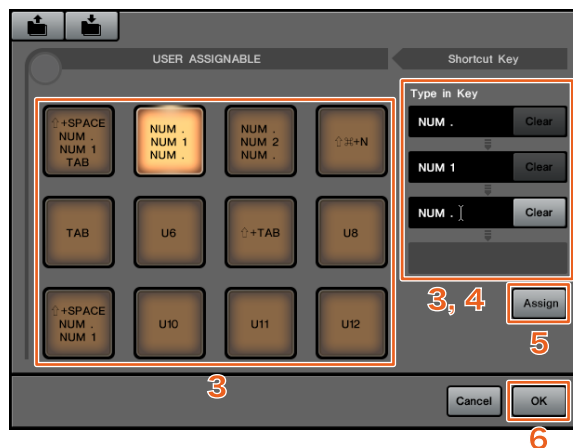 USER ASSIGNABLE
Shortcut Key
Type in Key
⇧+SPACE
NUM .
NUM 1
TAB
NUM .
NUM 1
NUM .
NUM .
NUM 2
NUM .
⇧⌘+N
NUM . Clear
NUM 1 Clear
NUM . Clear
TAB
U6
⇧+TAB
U8
⇧+SPACE
NUM .
NUM 1
U10
U11
U12
3, 4
Assign
5
3
Cancel
OK
6